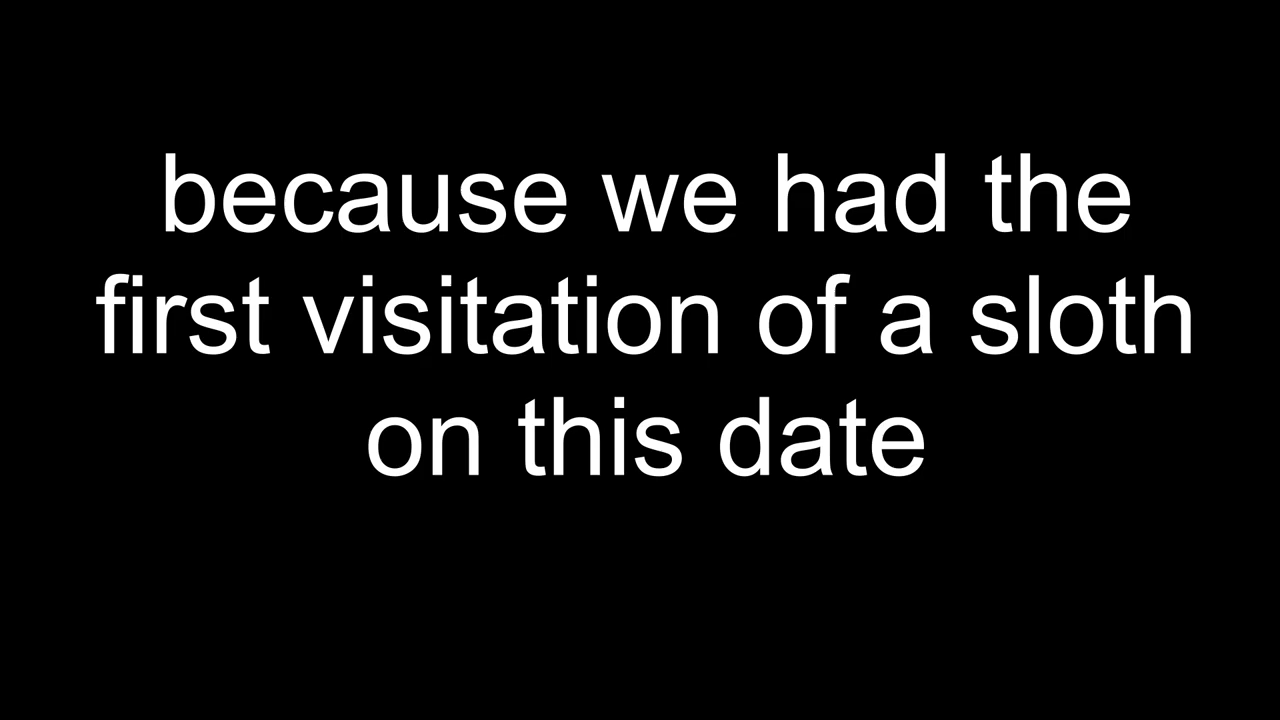 because we had the
first visitation of a sloth
on this date